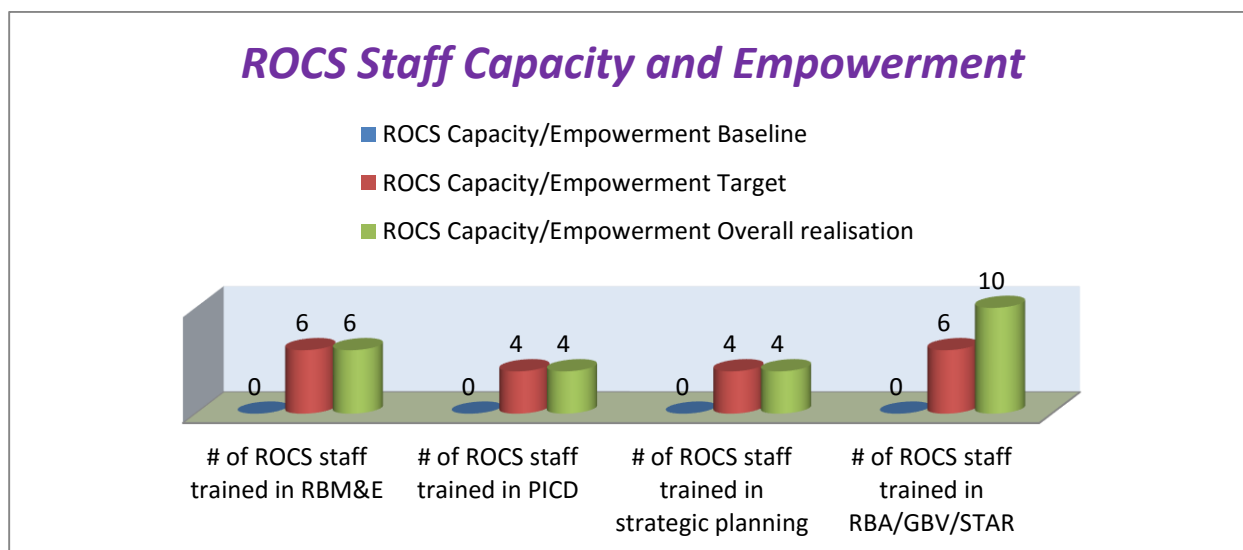 ROCS Staff Capacity and Empowerment
ROCS Capacity/Empowerment Baseline
ROCS Capacity/Empowerment Target
ROCS Capacity/Empowerment Overall realisation
0 6 6 0 4 4 0 4 4 0 6 10
# of ROCS staff
trained in RBM&E
# of ROCS staff
trained in PICD
# of ROCS staff
trained in
strategic planning
# of ROCS staff
trained in
RBA/GBV/STAR